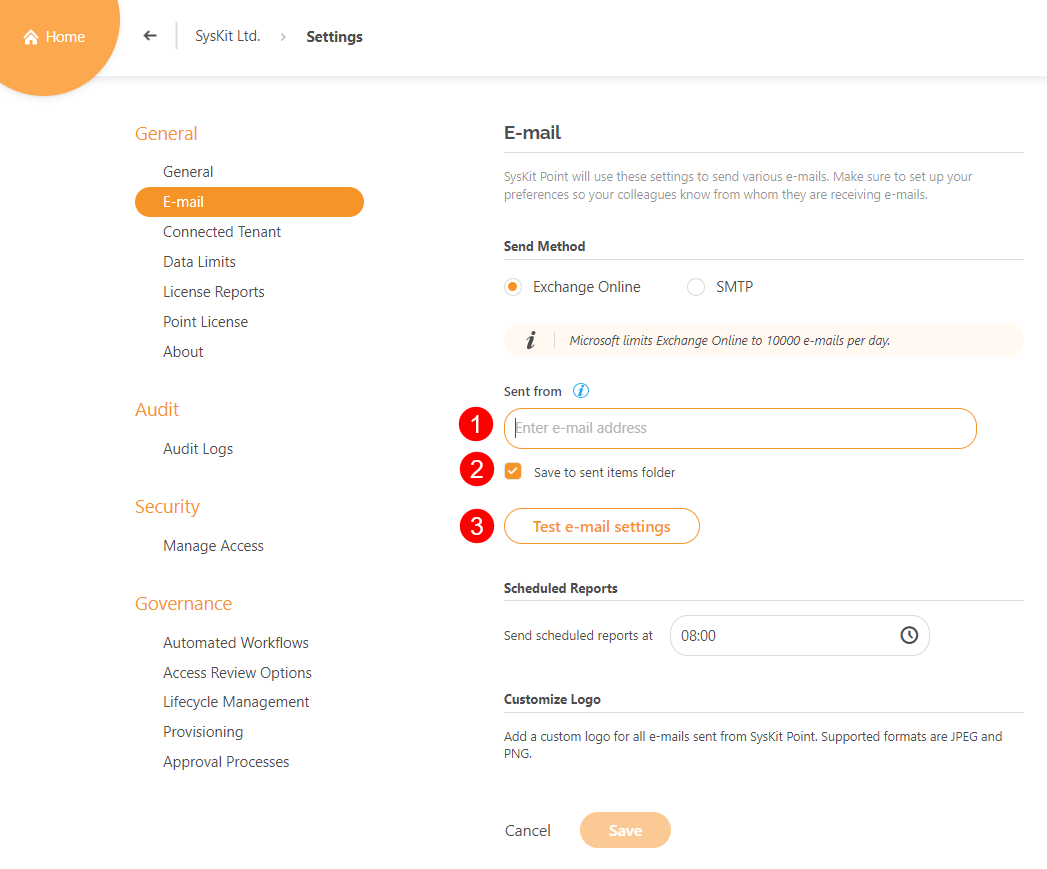 Home
SysKit Ltd. > Settings
General
General
E-mail
Connected Tenant
Data Limits
License Reports
Point License
About
Audit
Audit Logs
Security
Manage Access
Governance
Automated Workflows
Access Review Options
Lifecycle Management
Provisioning
Approval Processes
E-mail
SysKit Point will use these settings to send various e-mails. Make sure to set up your
preferences so your colleagues know from whom they are receiving e-mails.
Send Method
Exchange Online SMTP
i Microsoft limits Exchange Online to 10000 e-mails per day.
Sent from i
1 Enter e-mail address
2 Save to sent items folder
3 Test e-mail settings
Scheduled Reports
Send scheduled reports at 08:00
Customize Logo
Add a custom logo for all e-mails sent from SysKit Point. Supported formats are JPEG and
PNG.
Cancel Save